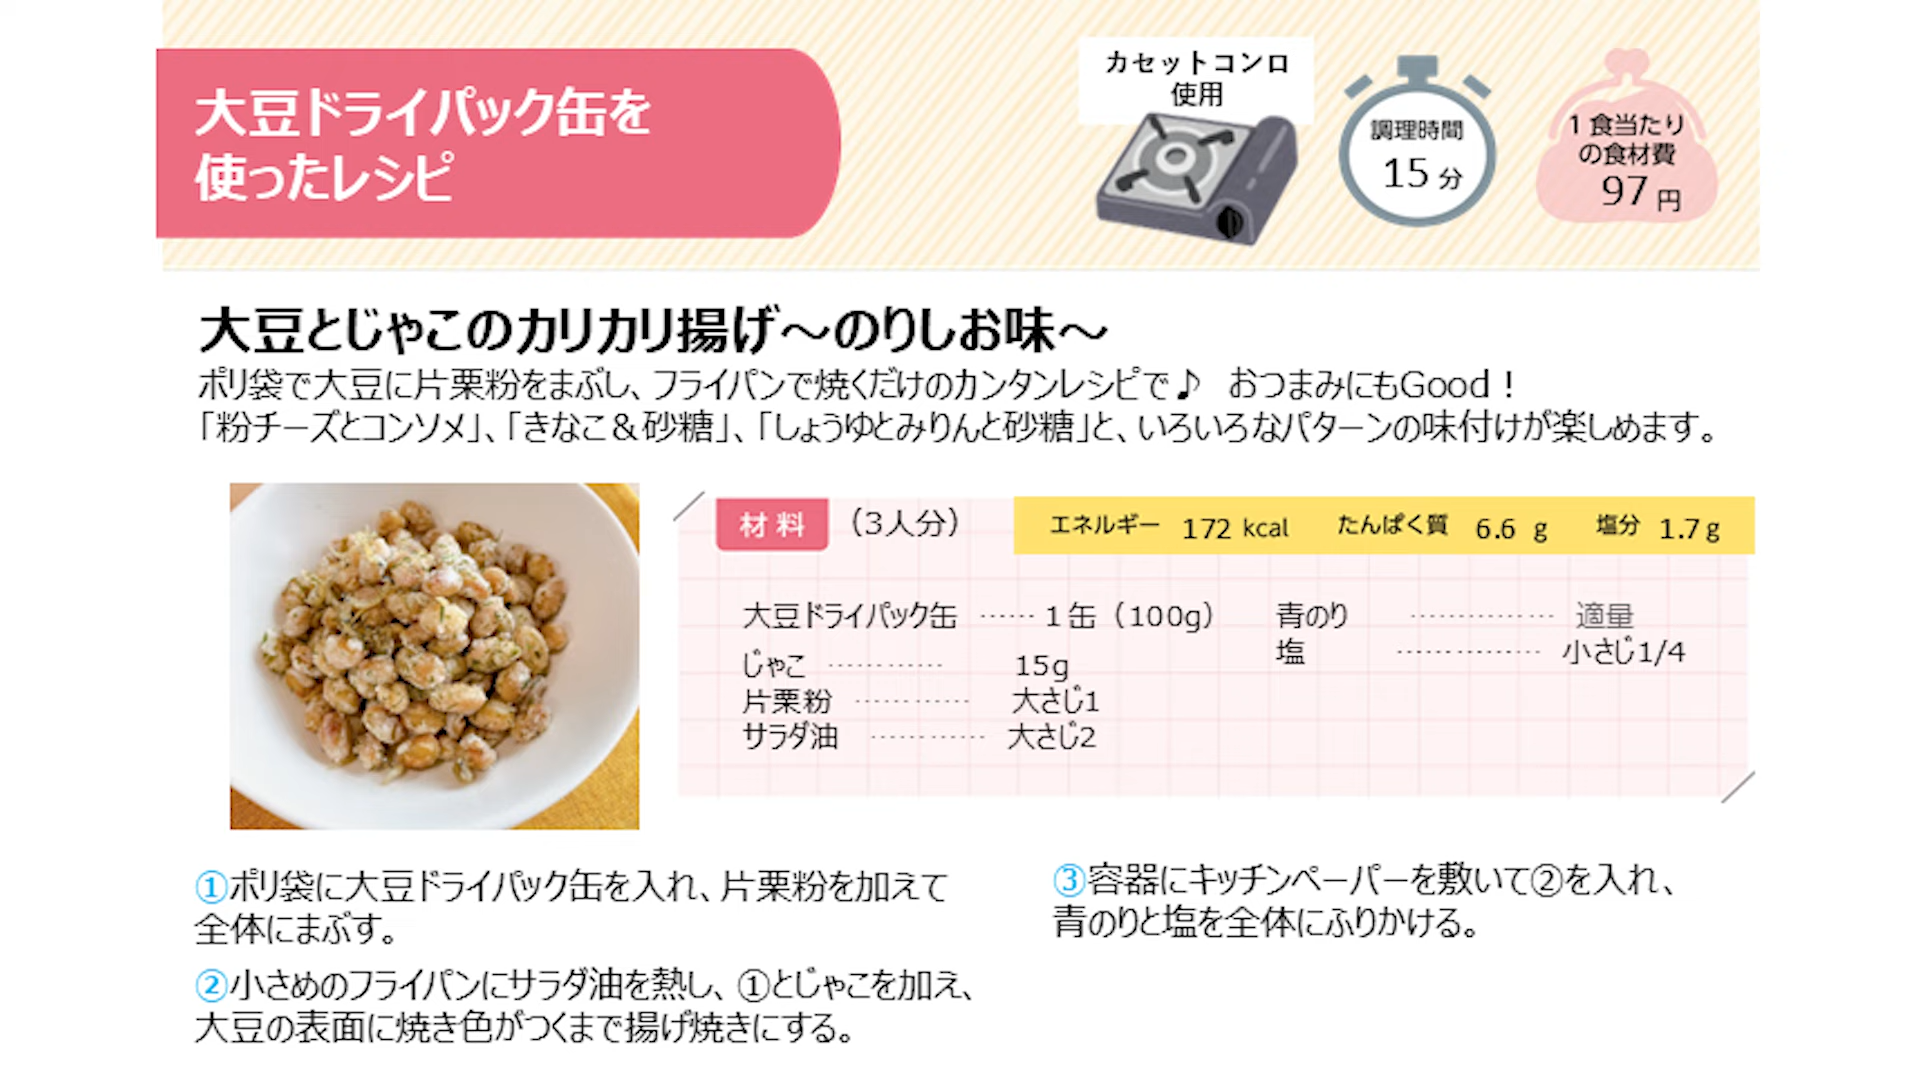 大豆ドライパック缶を
使ったレシピ
カセットコンロ
使用
調理時間
15 分
1 食当たり
の食材費
97 円
大豆とじゃこのカリカリ揚げ～のりしお味～
ポリ袋で大豆に片栗粉をまぶし、フライパンで焼くだけのカンタンレシピで♪　おつまみにもGood！
「粉チーズとコンソメ」、「きなこ＆砂糖」、「しょうゆとみりんと砂糖」と、いろいろなパターンの味付けが楽しめます。
材料 （3人分）
エネルギー 172 kcal たんぱく質 6.6 g 塩分 1.7 g
大豆ドライパック缶 …… 1 缶（100g）
じゃこ ………… 15g
片栗粉 ………… 大さじ1
サラダ油 ………… 大さじ2
青のり ………… 適量
塩 ………… 小さじ1/4
①ポリ袋に大豆ドライパック缶を入れ、片栗粉を加えて
全体にまぶす。
②小さめのフライパンにサラダ油を熱し、①とじゃこを加え、
大豆の表面に焼き色がつくまで揚げ焼きにする。
③容器にキッチンペーパーを敷いて②を入れ、
青のりと塩を全体にふりかける。